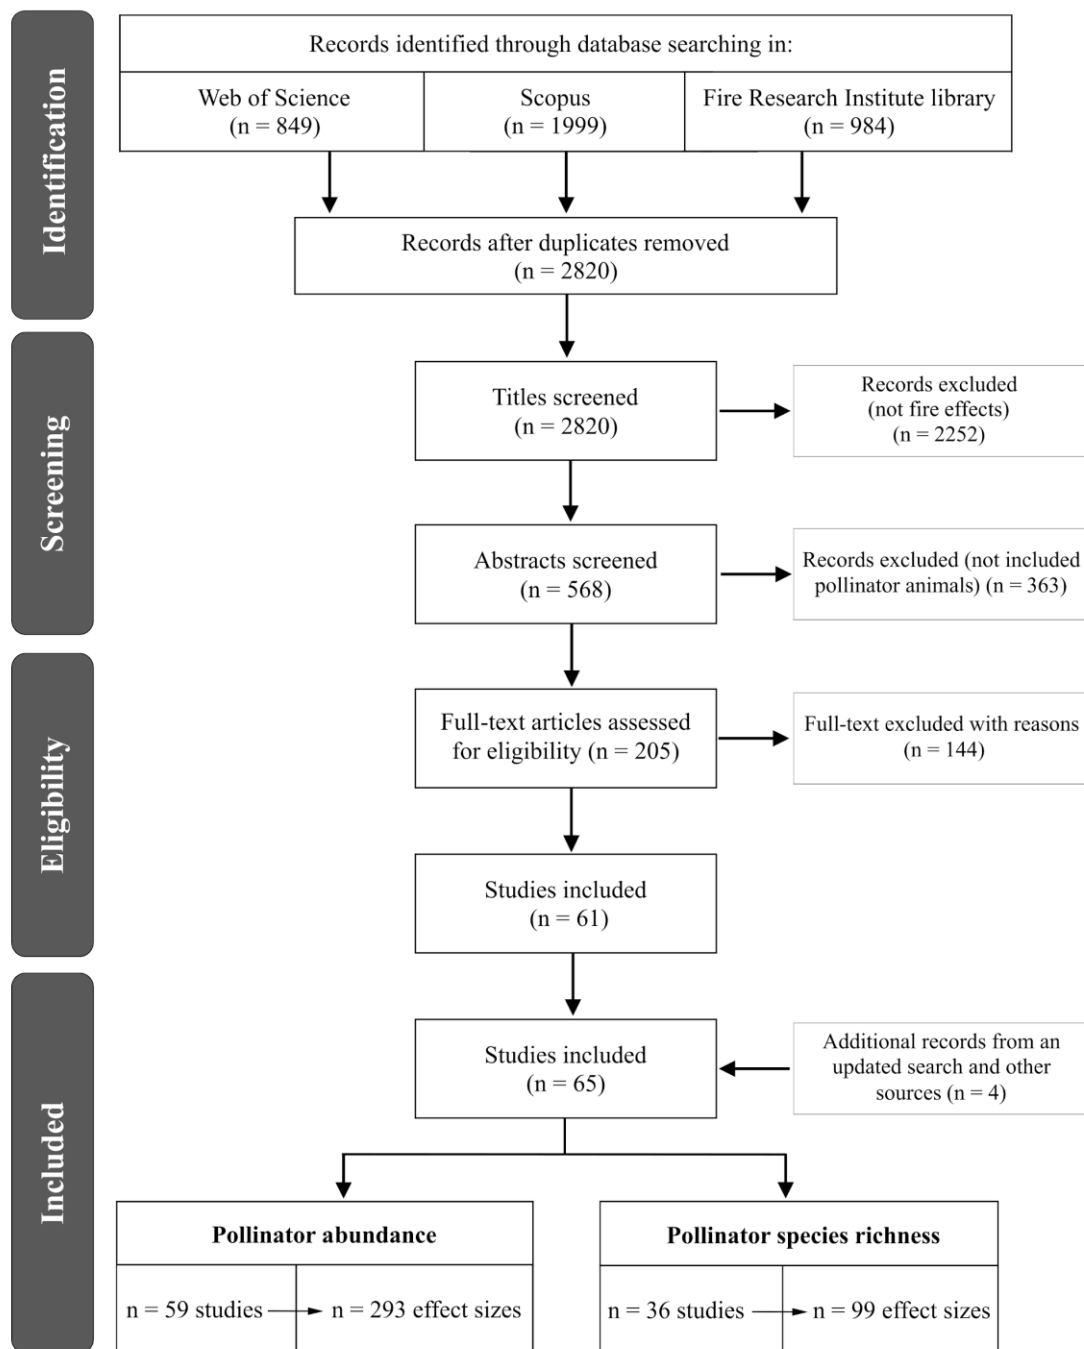 Identification
Records identified through database searching in:
Web of Science
(n = 849)
Scopus
(n = 1999)
Fire Research Institute library
(n = 984)
Records after duplicates removed
(n = 2820)
Screening
Titles screened
(n = 2820)
Records excluded
(not fire effects)
(n = 2252)
Abstracts screened
(n = 568)
Records excluded (not included
pollinator animals) (n = 363)
Eligibility
Full-text articles assessed
for eligibility (n = 205)
Full-text excluded with reasons
(n = 144)
Studies included
(n = 61)
Included
Studies included
(n = 65)
Additional records from an
updated search and other
sources (n = 4)
Pollinator abundance
n = 59 studies
n = 293 effect sizes
Pollinator species richness
n = 36 studies
n = 99 effect sizes